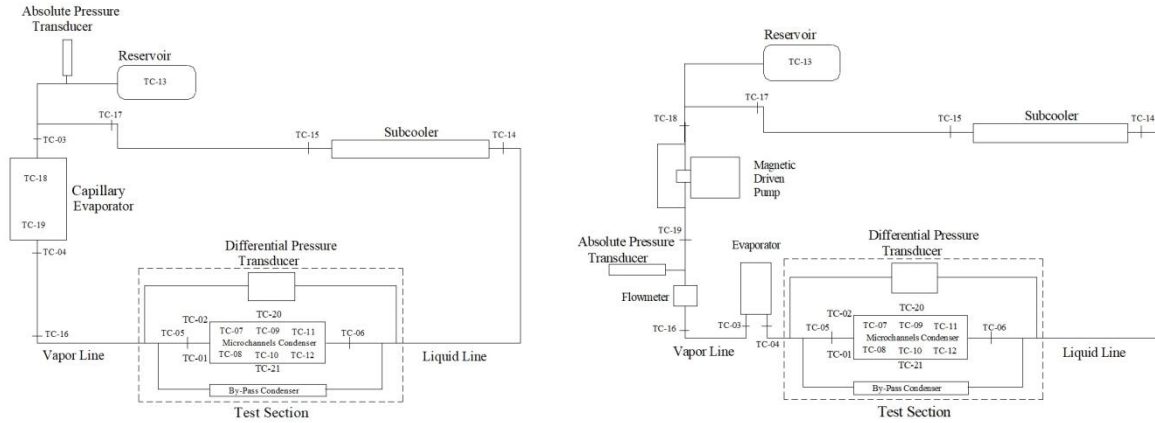 Absolute Pressure
Transducer
Reservoir
TC-13
TC-17
TC-03
TC-15
Subcooler
TC-14
TC-18
TC-19
Capillary
Evaporator
TC-04
Differential Pressure
Transducer
TC-20
TC-02
TC-05
TC-07 TC-09 TC-11
TC-06
Microchannels Condenser
TC-01
TC-08 TC-10 TC-12
TC-21
TC-16
Vapor Line
Liquid Line
By-Pass Condenser
Test Section
Reservoir
TC-13
TC-17
TC-18
TC-15
Subcooler
TC-14
Magnetic
Driven
Pump
TC-19
Absolute Pressure
Transducer
Evaporator
Differential Pressure
Transducer
Flowmeter
TC-16
TC-03
Vapor Line
TC-04
TC-20
TC-02
TC-05
TC-07 TC-09 TC-11
TC-06
Microchannels Condenser
TC-01
TC-08 TC-10 TC-12
TC-21
Liquid Line
By-Pass Condenser
Test Section